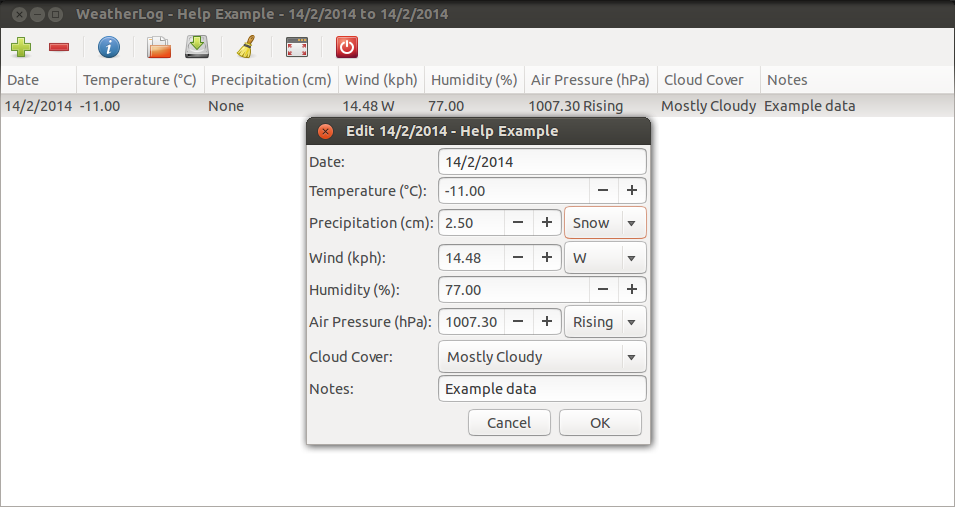 WeatherLog - Help Example - 14/2/2014 to 14/2/2014
Date Temperature (°C) Precipitation (cm) Wind (kph) Humidity (%) Air Pressure (hPa) Cloud Cover Notes
14/2/2014 -11.00 None 14.48 W 77.00 1007.30 Rising Mostly Cloudy Example data
Edit 14/2/2014 - Help Example
Date: 14/2/2014
Temperature (°C): -11.00
Precipitation (cm): 2.50 Snow
Wind (kph): 14.48 W
Humidity (%): 77.00
Air Pressure (hPa): 1007.30 Rising
Cloud Cover: Mostly Cloudy
Notes: Example data
Cancel OK